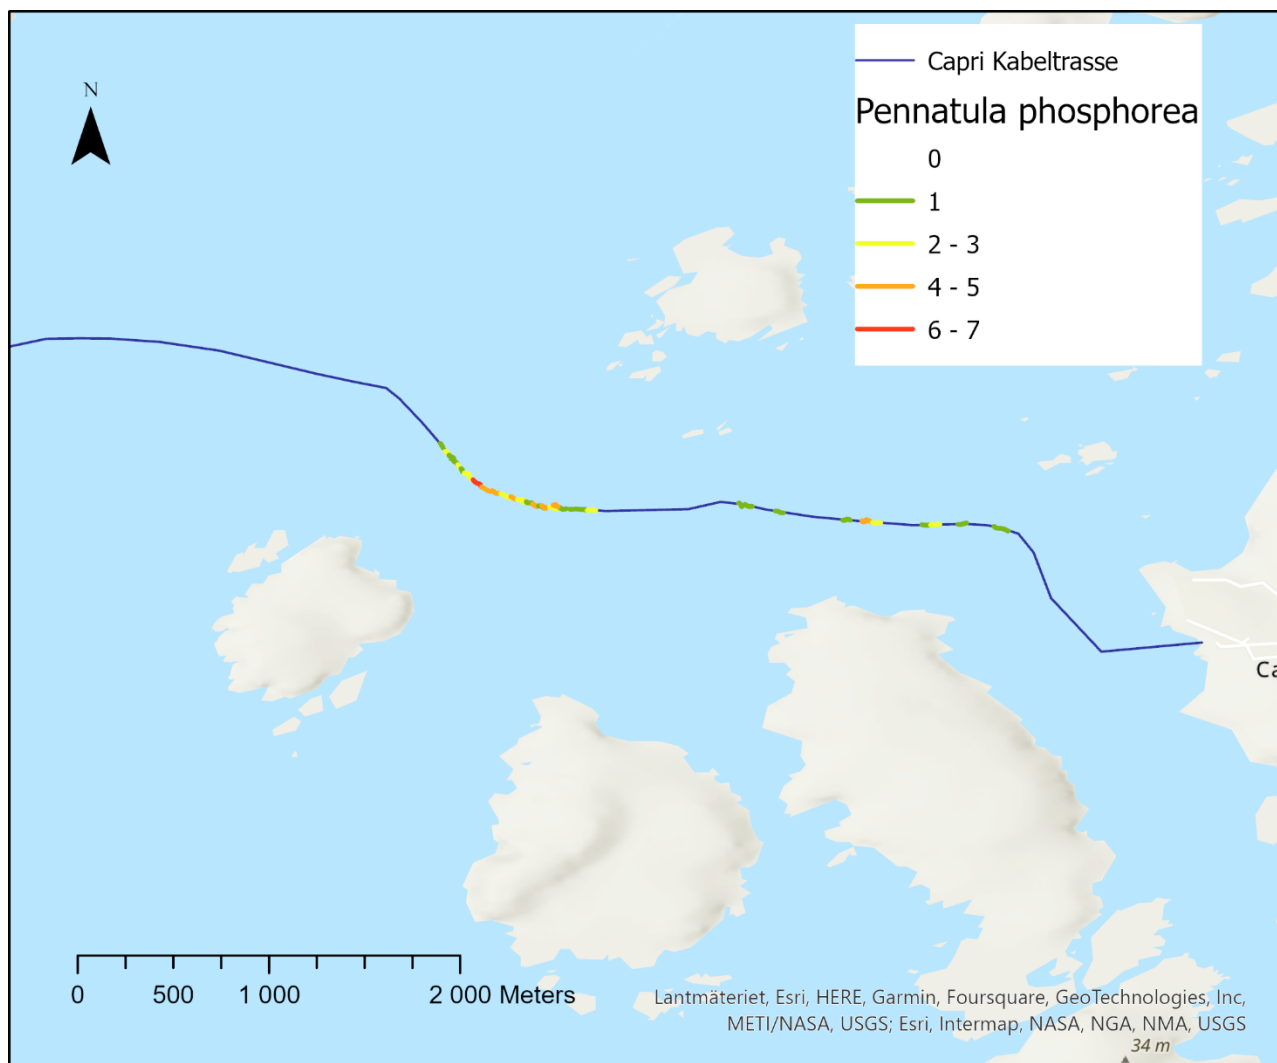 N
Capri Kabeltrasse
Pennatula phosphorea
0
1
2 - 3
4 - 5
6 - 7
Ca
0 500 1 000 2 000 Meters
Lantmäteriet, Esri, HERE, Garmin, Foursquare, GeoTechnologies, Inc,
METI/NASA, USGS; Esri, Intermap, NASA, NGA, NMA, USGS
34 m